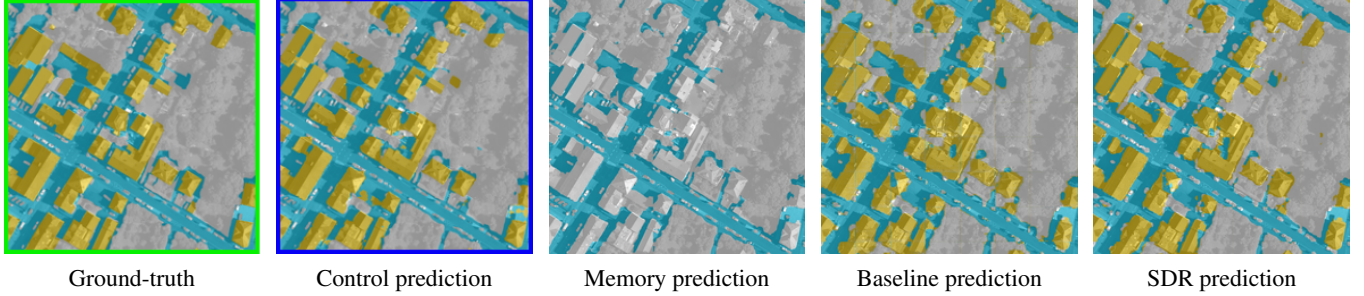 Ground-truth
Control prediction
Memory prediction
Baseline prediction
SDR prediction